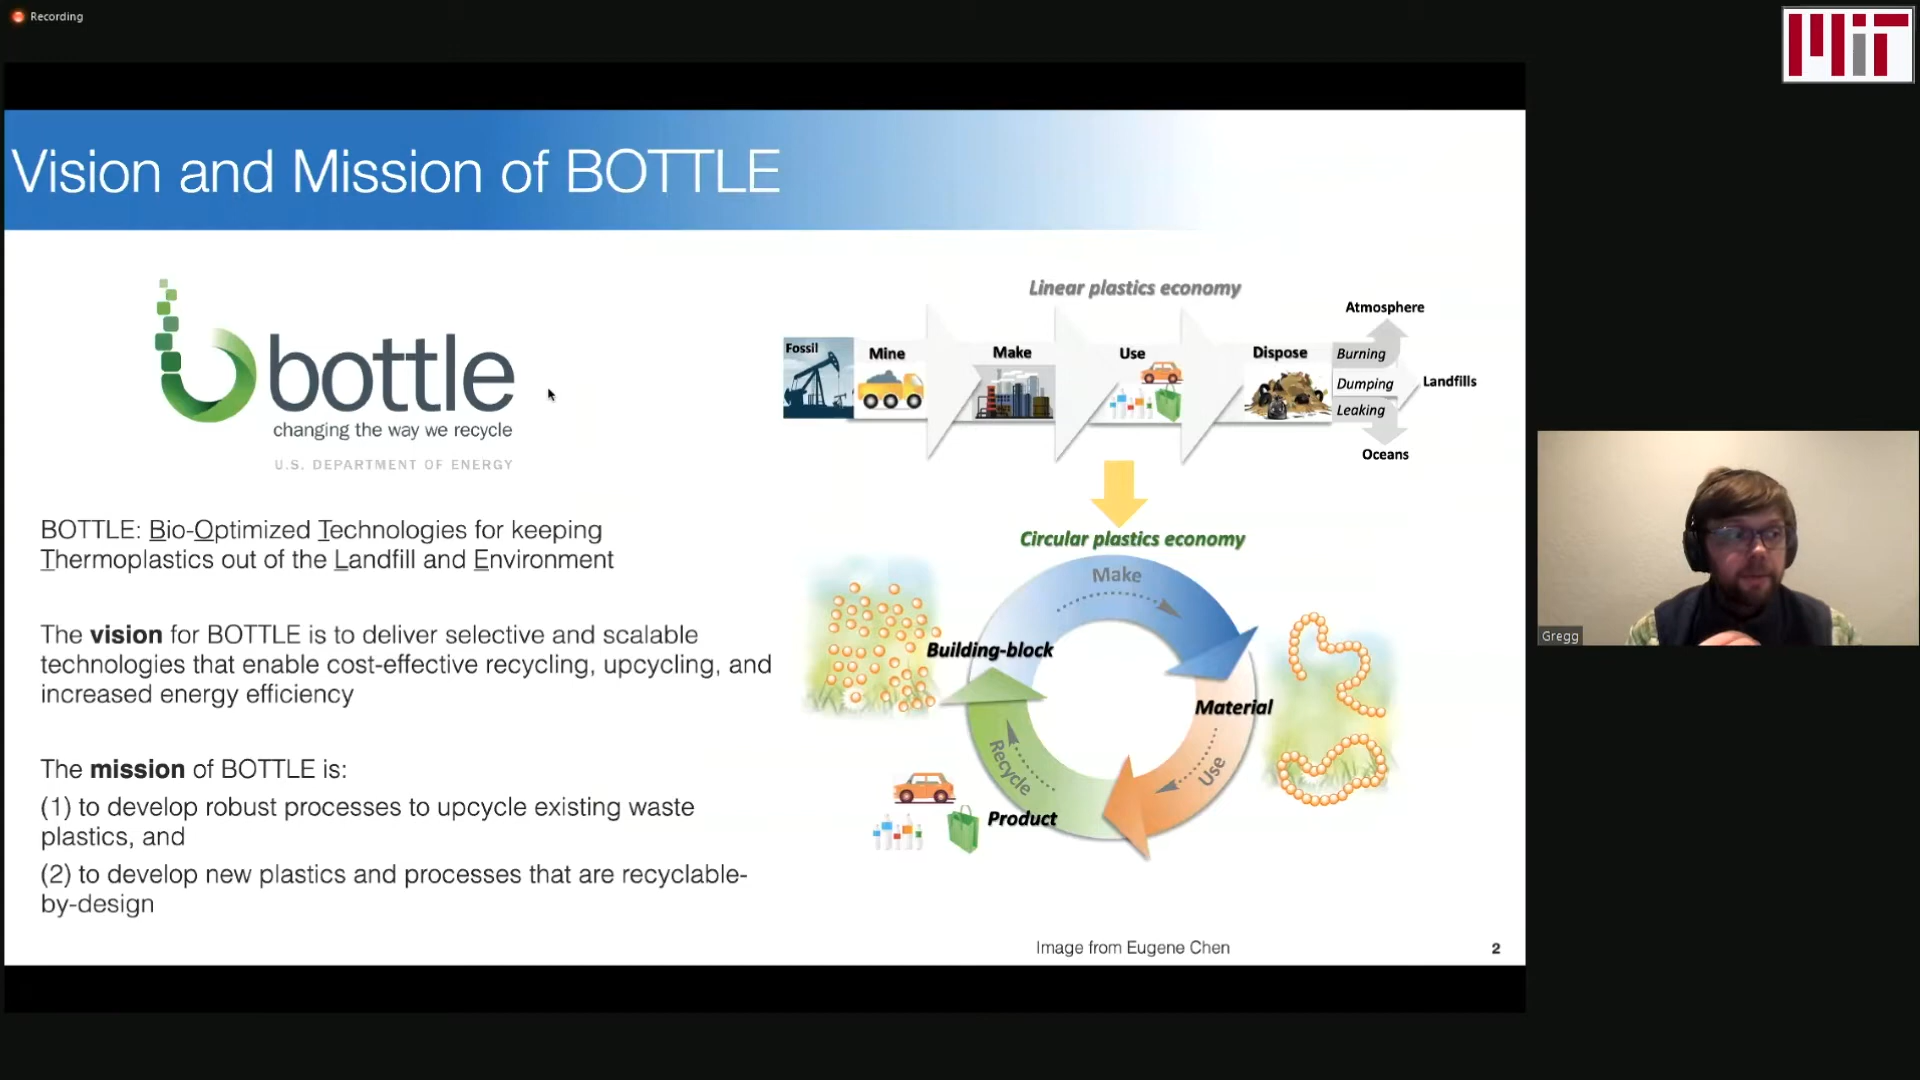 Recording
MIT
Vision and Mission of BOTTLE
bottle
changing the way we recycle
U.S. DEPARTMENT OF ENERGY
BOTTLE: Bio-Optimized Technologies for keeping
Thermoplastics out of the Landfill and Environment
The vision for BOTTLE is to deliver selective and scalable
technologies that enable cost-effective recycling, upcycling, and
increased energy efficiency
The mission of BOTTLE is:
(1) to develop robust processes to upcycle existing waste
plastics, and
(2) to develop new plastics and processes that are recyclable-
by-design
Linear plastics economy
Fossil
Mine
Make
Use
Dispose
Burning
Dumping
Leaking
Atmosphere
Landfills
Oceans
Circular plastics economy
Make
Building-block
Material
Use
Recycle
Product
Image from Eugene Chen
2
Gregg